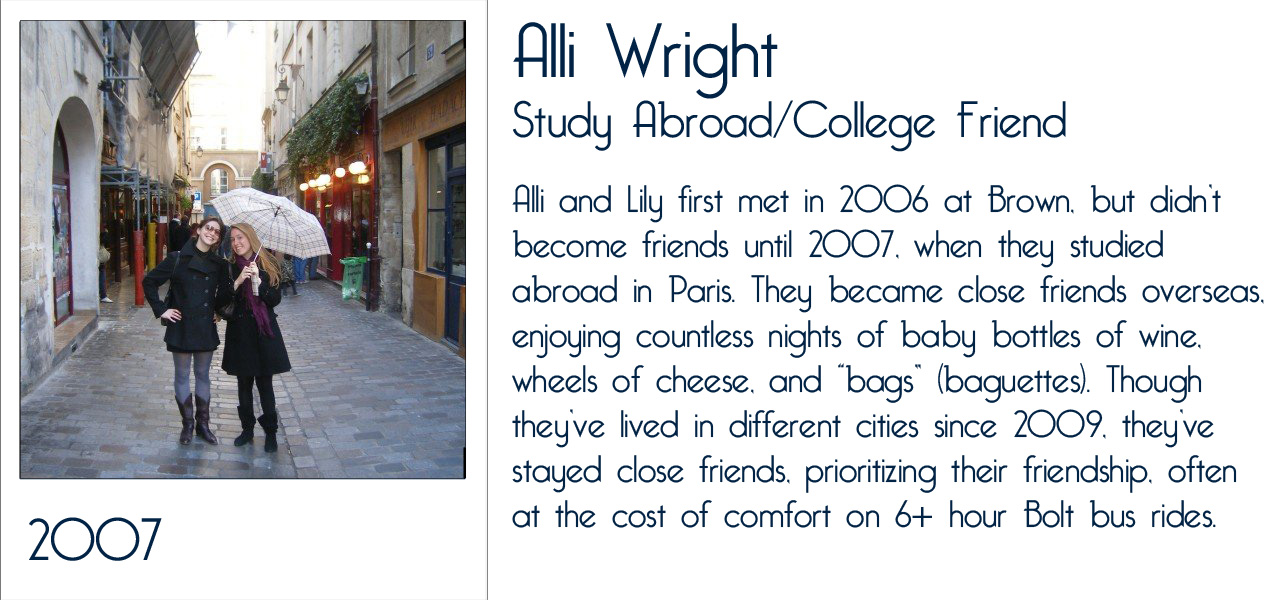 Alli Wright
Study Abroad/College Friend
Alli and Lily first met in 2006 at Brown, but didn't
become friends until 2007, when they studied
abroad in Paris. They became close friends overseas,
enjoying countless nights of baby bottles of wine,
wheels of cheese, and "bags" (baguettes). Though
they've lived in different cities since 2009, they've
stayed close friends, prioritizing their friendship, often
at the cost of comfort on 6+ hour Bolt bus rides.
2007